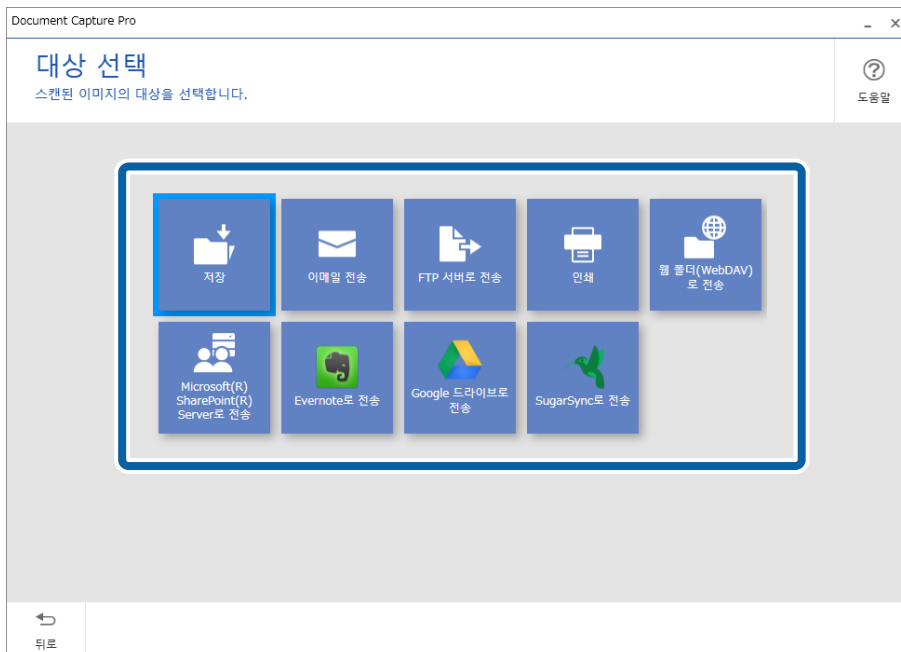 Document Capture Pro
대상 선택
스캔된 이미지의 대상을 선택합니다.
도움말
저장
이메일 전송
FTP 서버로 전송
인쇄
웹 폴더(WebDAV)
로 전송
Microsoft(R)
SharePoint(R)
Server로 전송
Evernote로 전송
Google 드라이브로
전송
SugarSync로 전송
뒤로